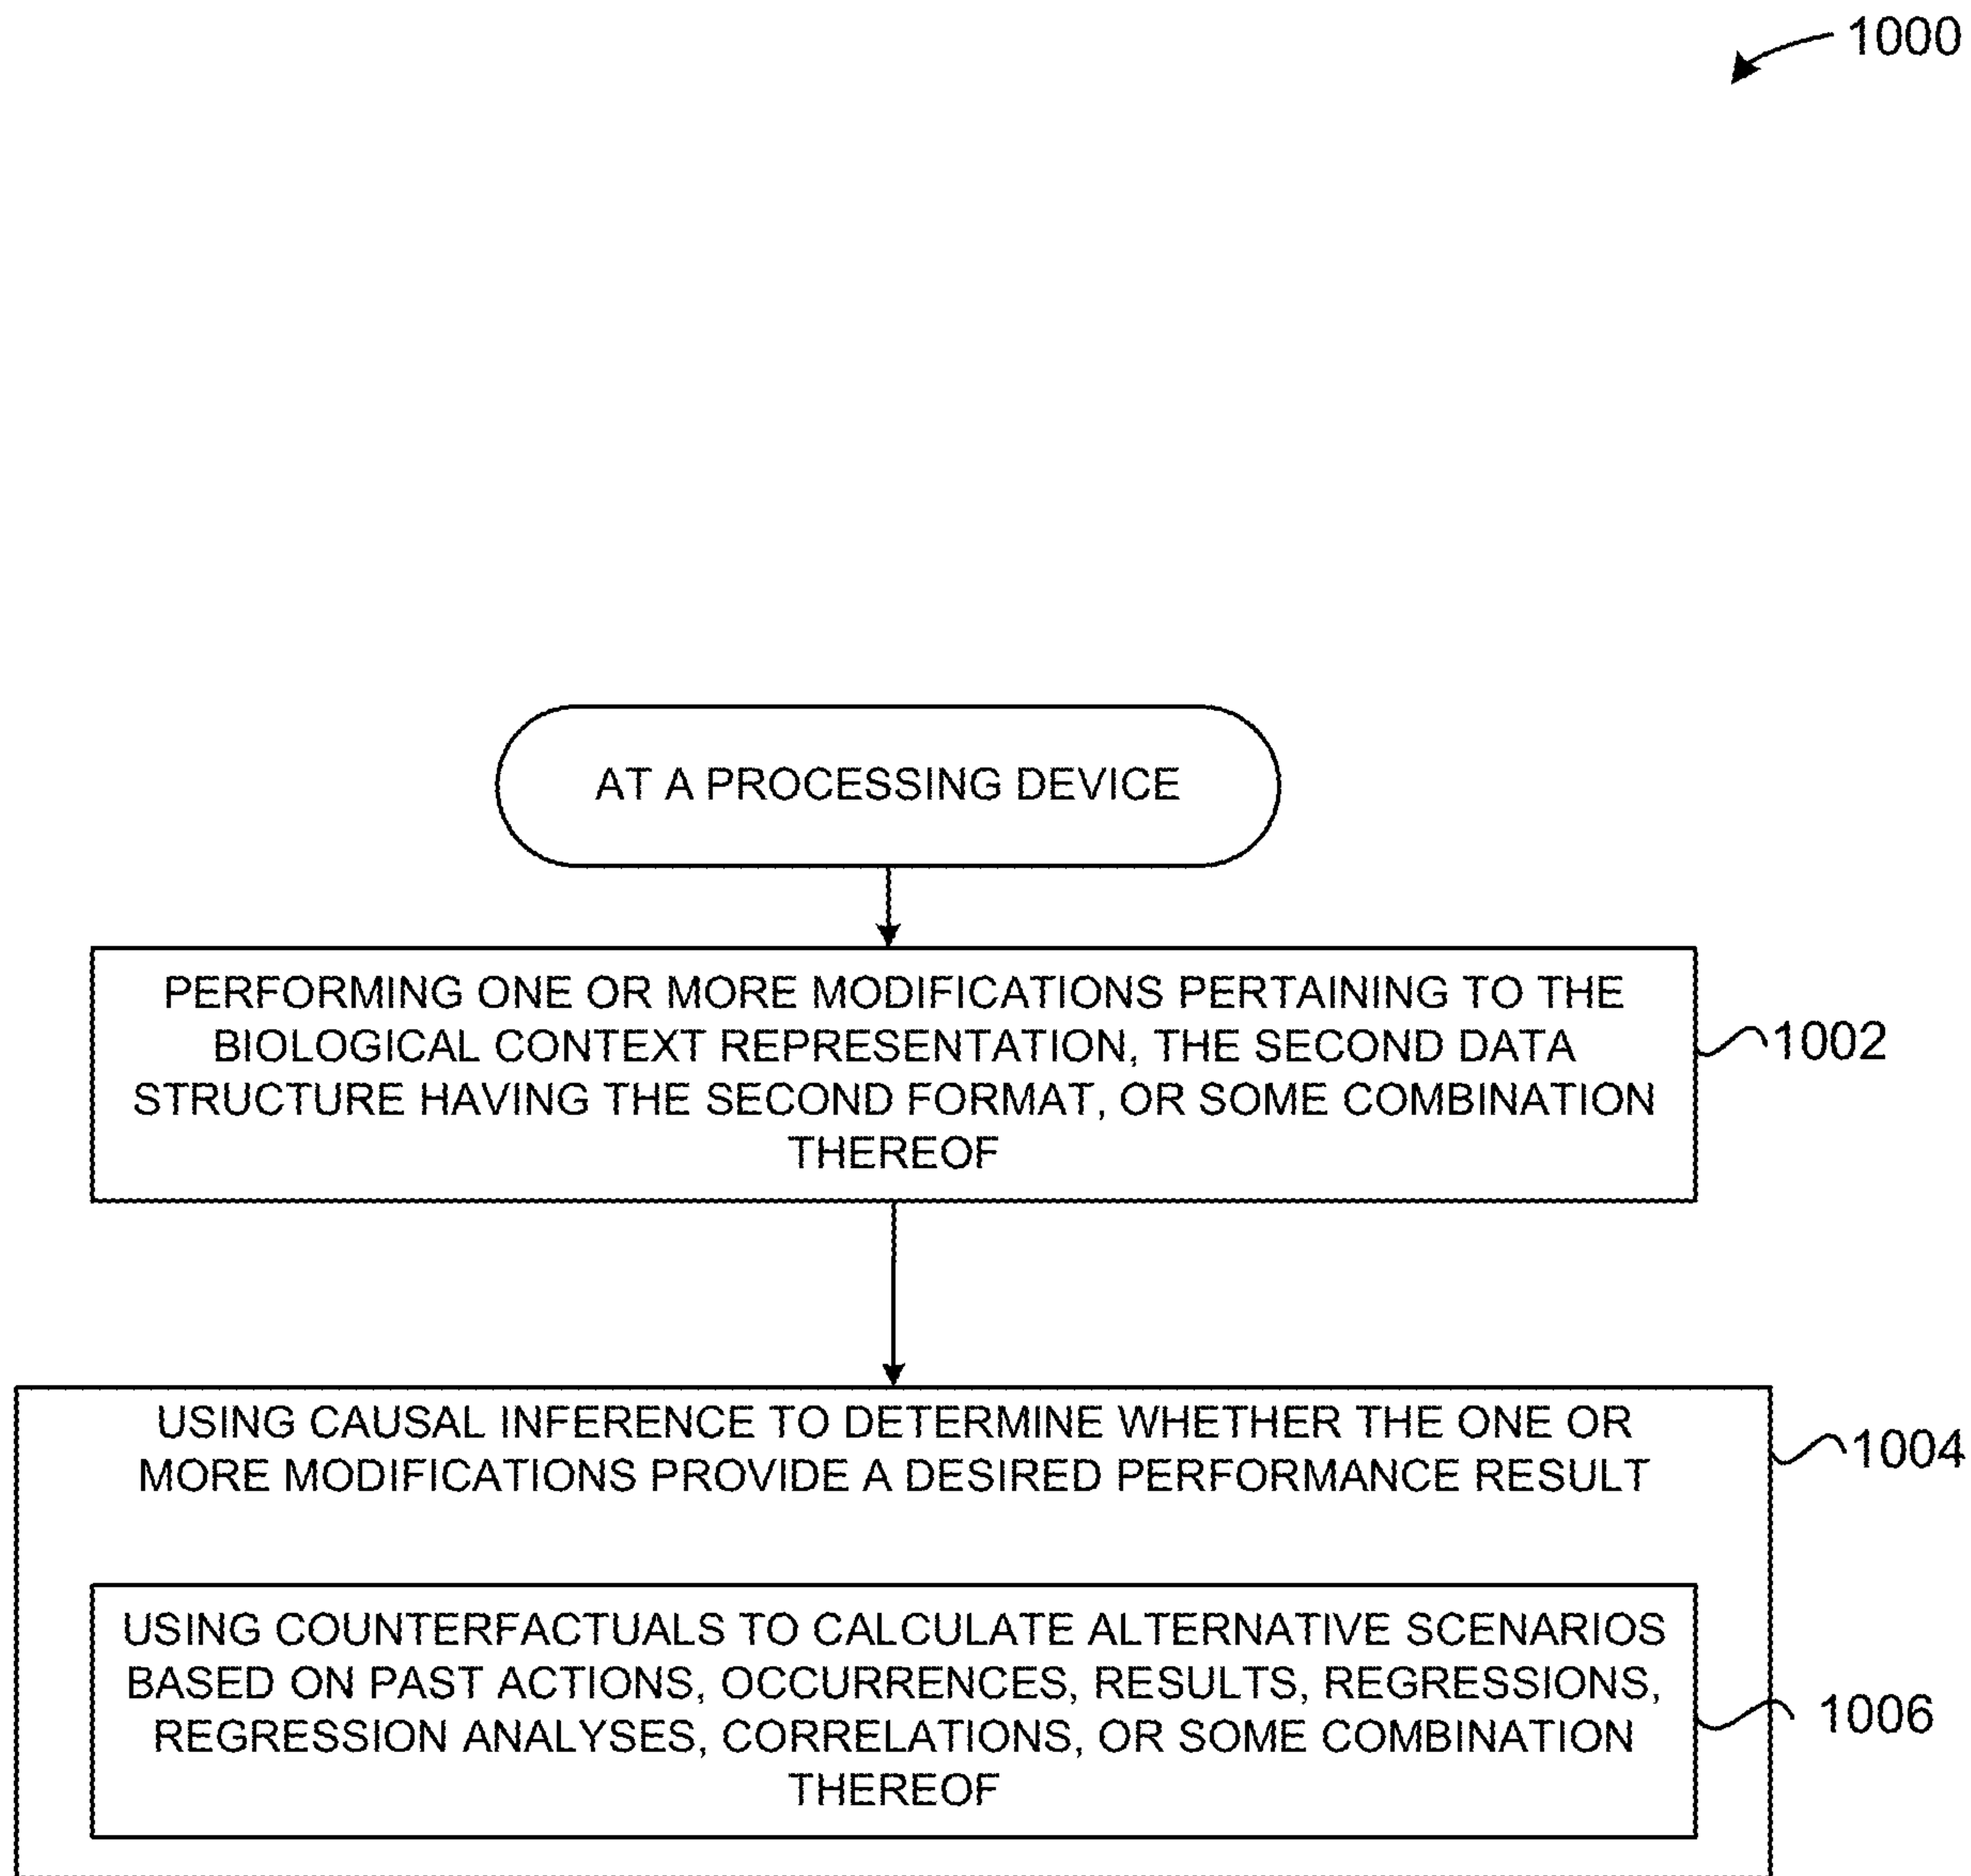 1000
AT A PROCESSING DEVICE
PERFORMING ONE OR MORE MODIFICATIONS PERTAINING TO THE
BIOLOGICAL CONTEXT REPRESENTATION, THE SECOND DATA
STRUCTURE HAVING THE SECOND FORMAT, OR SOME COMBINATION
THEREOF
1002
USING CAUSAL INFERENCE TO DETERMINE WHETHER THE ONE OR
MORE MODIFICATIONS PROVIDE A DESIRED PERFORMANCE RESULT
1004
USING COUNTERFACTUALS TO CALCULATE ALTERNATIVE SCENARIOS
BASED ON PAST ACTIONS, OCCURRENCES, RESULTS, REGRESSIONS,
REGRESSION ANALYSES, CORRELATIONS, OR SOME COMBINATION
THEREOF
1006